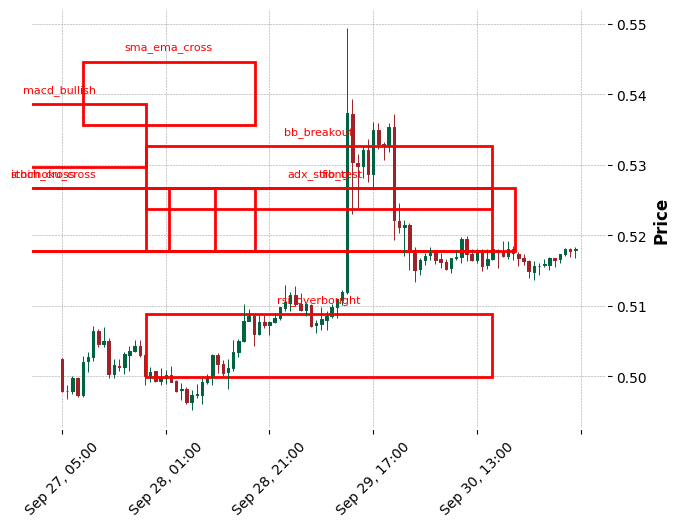 0.55
sma_ema_cross
macd_bullish
0.54
bb_breakout
0.53
0.52
Price
0.51
rsi_overbought
0.50
Sep 27, 05:00
Sep 28, 01:00
Sep 28, 21:00
Sep 29, 17:00
Sep 30, 13:00